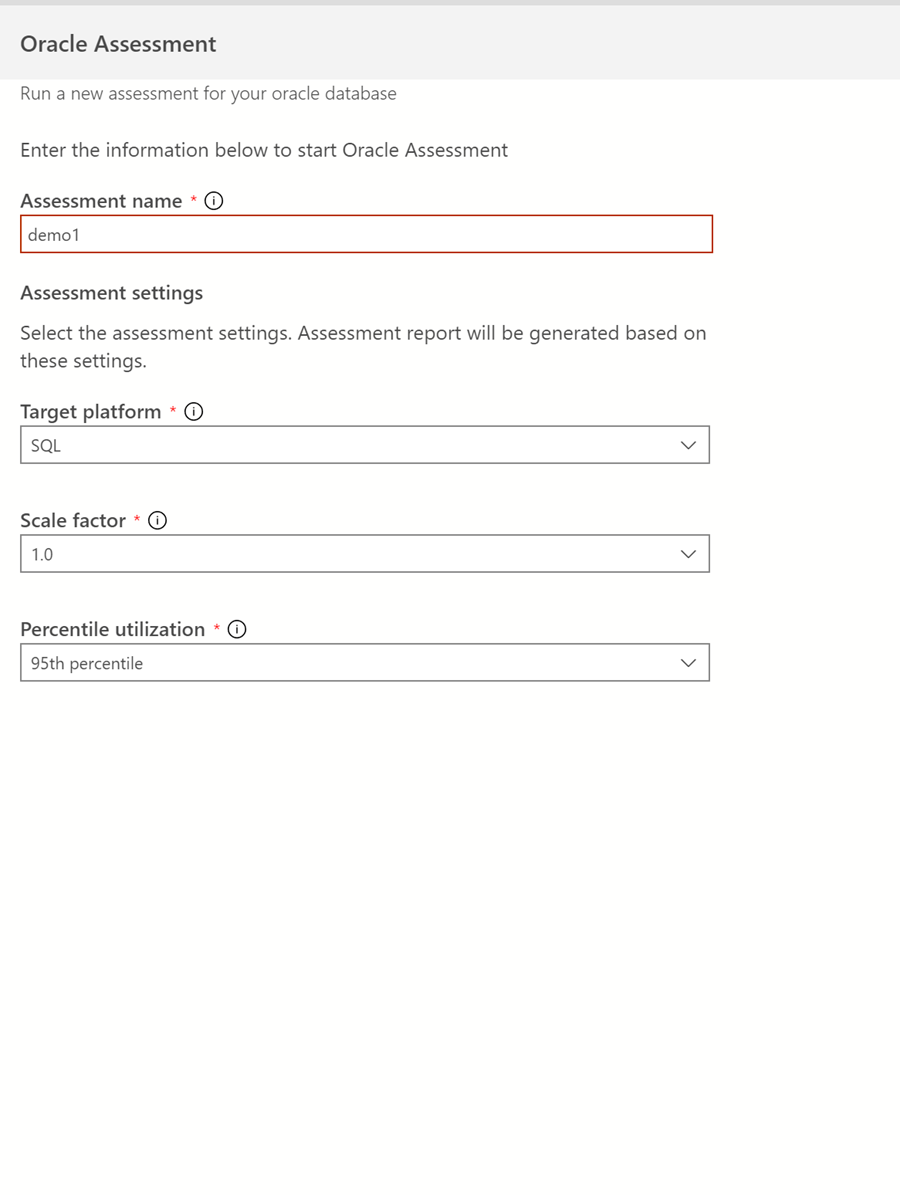 Oracle Assessment
Run a new assessment for your oracle database
Enter the information below to start Oracle Assessment
Assessment name *
demo1
Assessment settings
Select the assessment settings. Assessment report will be generated based on
these settings.
Target platform *
SQL
Scale factor *
1.0
Percentile utilization *
95th percentile